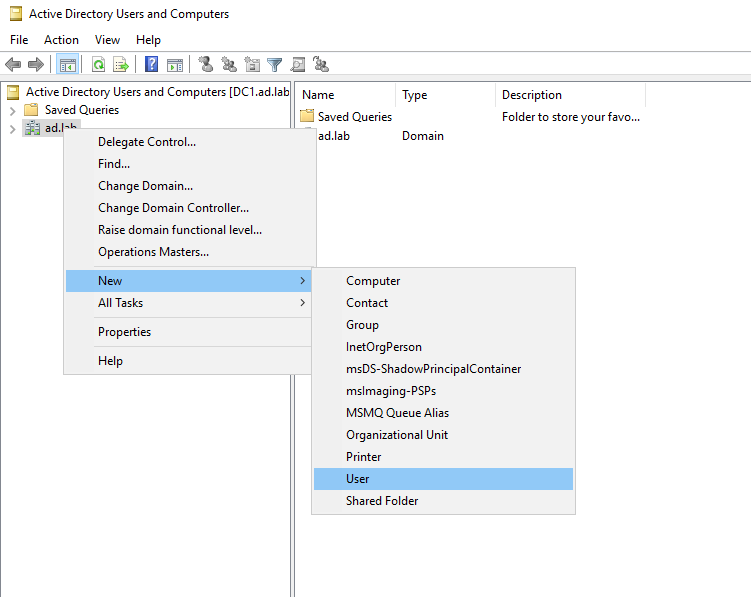 Active Directory Users and Computers
File Action View Help
Active Directory Users and Computers [DC1.ad.lab
Saved Queries
ad.lab
Name Type Description
Saved Queries Folder to store your favo...
ad.lab Domain
Delegate Control...
Find...
Change Domain...
Change Domain Controller...
Raise domain functional level...
Operations Masters...
New
All Tasks
Properties
Help
Computer
Contact
Group
InetOrgPerson
msDS-ShadowPrincipalContainer
msImaging-PSPs
MSMQ Queue Alias
Organizational Unit
Printer
User
Shared Folder